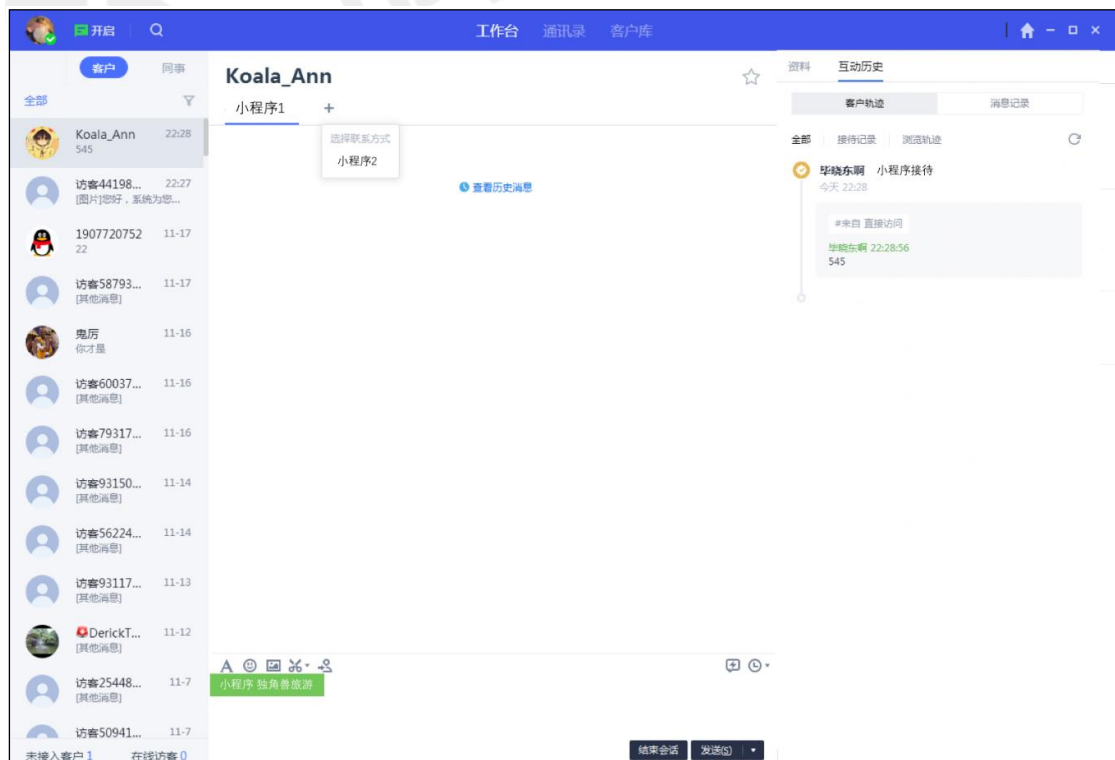 开启
工作台 通讯录 客户库
客户 同事
全部
Koala_Ann 22:28
545
访客44198... 22:27
[图片]您好，系统为您...
1907720752 11-17
22
访客58793... 11-17
[其他消息]
鬼厉 11-16
你才是
访客60037... 11-16
[其他消息]
访客79317... 11-16
[其他消息]
访客93150... 11-14
[其他消息]
访客56224... 11-14
[其他消息]
访客93117... 11-13
[其他消息]
DerickT... 11-12
[其他消息]
访客25448... 11-7
[其他消息]
访客50941... 11-7
未接入客户 1 在线访客 0
Koala_Ann
小程序1 +
选择联系方式
小程序2
查看历史消息
小程序 独角兽旅游
结束会话 发送(S)
资料 互动历史
客户轨迹 消息记录
全部 接待记录 浏览轨迹
毕晓东啊 小程序接待
今天 22:28
#来自 直接访问
毕晓东啊 22:28:56
545